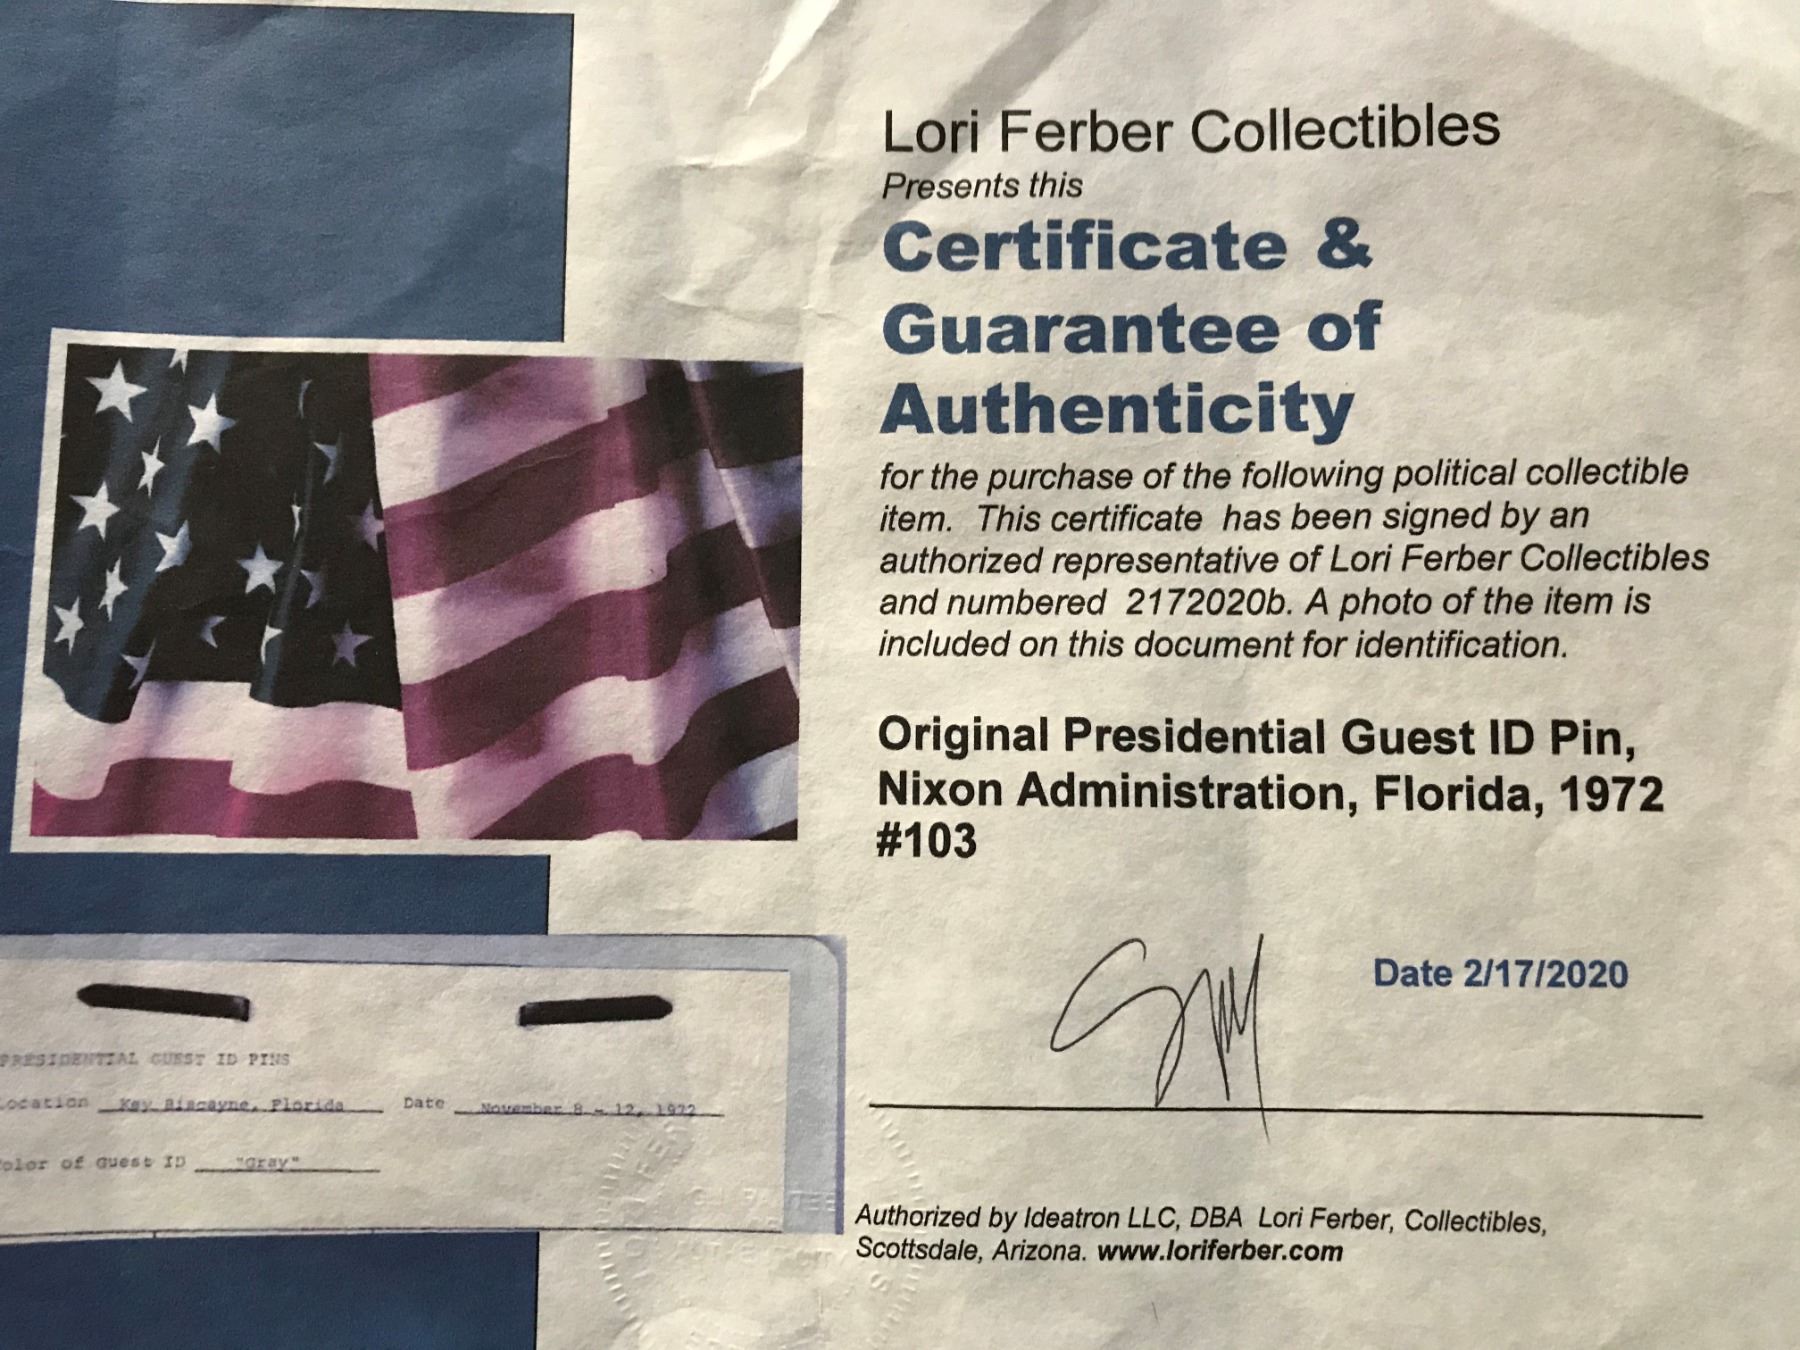 Lori Ferber Collectibles
Presents this
Certificate &
Guarantee of
Authenticity
for the purchase of the following political collectible
item. This certificate has been signed by an
authorized representative of Lori Ferber Collectibles
and numbered 2172020b. A photo of the item is
included on this document for identification.
Original Presidential Guest ID Pin,
Nixon Administration, Florida, 1972
#103
Date 2/17/2020
Authorized by Ideatron LLC, DBA Lori Ferber, Collectibles,
Scottsdale, Arizona. www.loriferber.com
PRESIDENTIAL GUEST ID PINS
Location Key Biscayne, Florida Date November 8 - 12, 1972
Color of Guest ID "Gray"